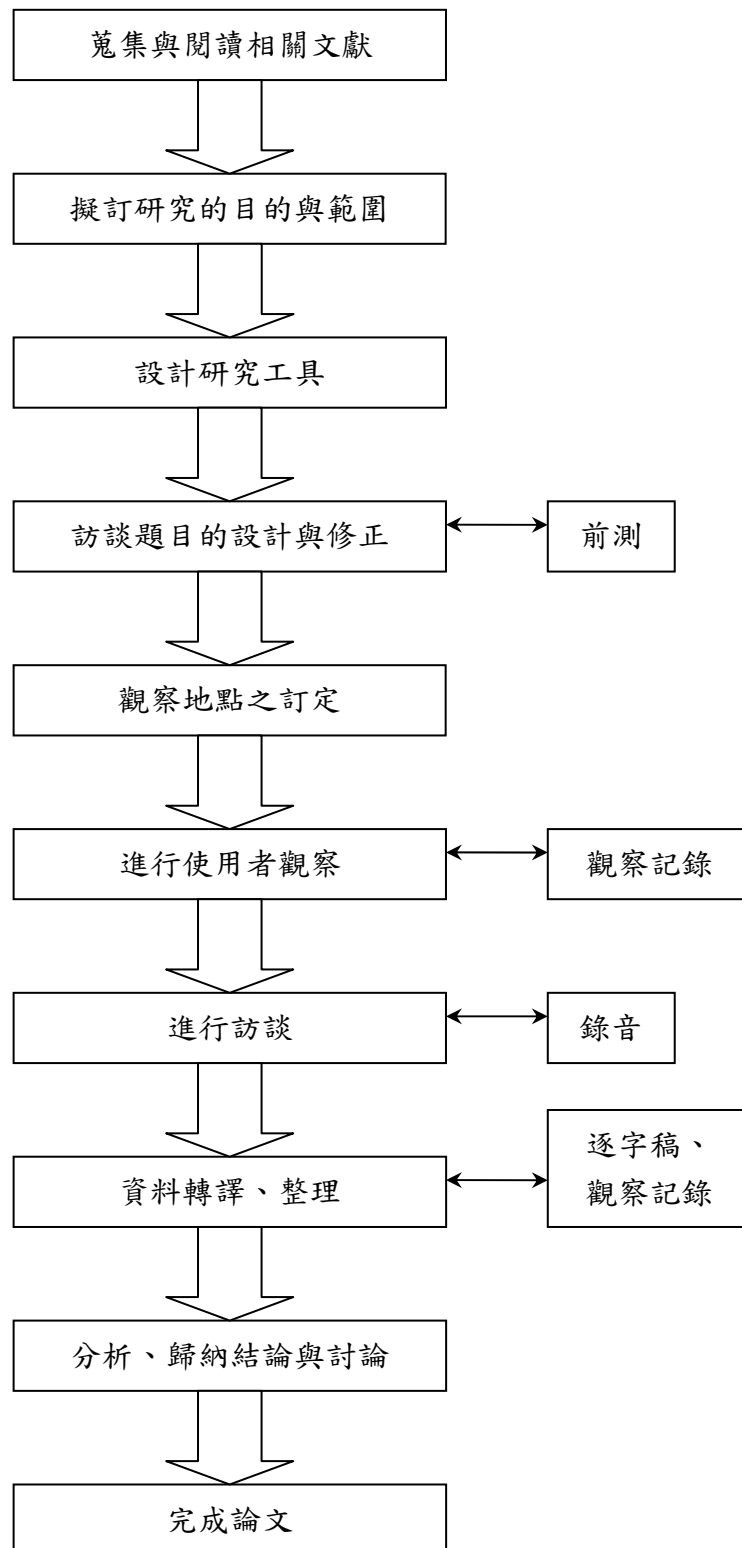 蒐集與閱讀相關文獻
擬訂研究的目的與範圍
設計研究工具
訪談題目的設計與修正
前測
觀察地點之訂定
進行使用者觀察
觀察記錄
進行訪談
錄音
資料轉譯、整理
逐字稿、
觀察記錄
分析、歸納結論與討論
完成論文